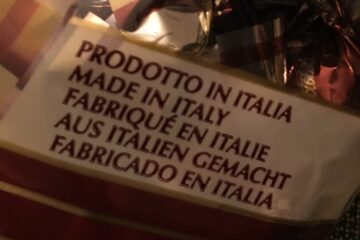 PRODOTTO IN ITALIA
MADE IN ITALY
FABRIQUÉ EN ITALIE
AUS ITALIEN GEMACHT
FABRICADO EN ITALIA